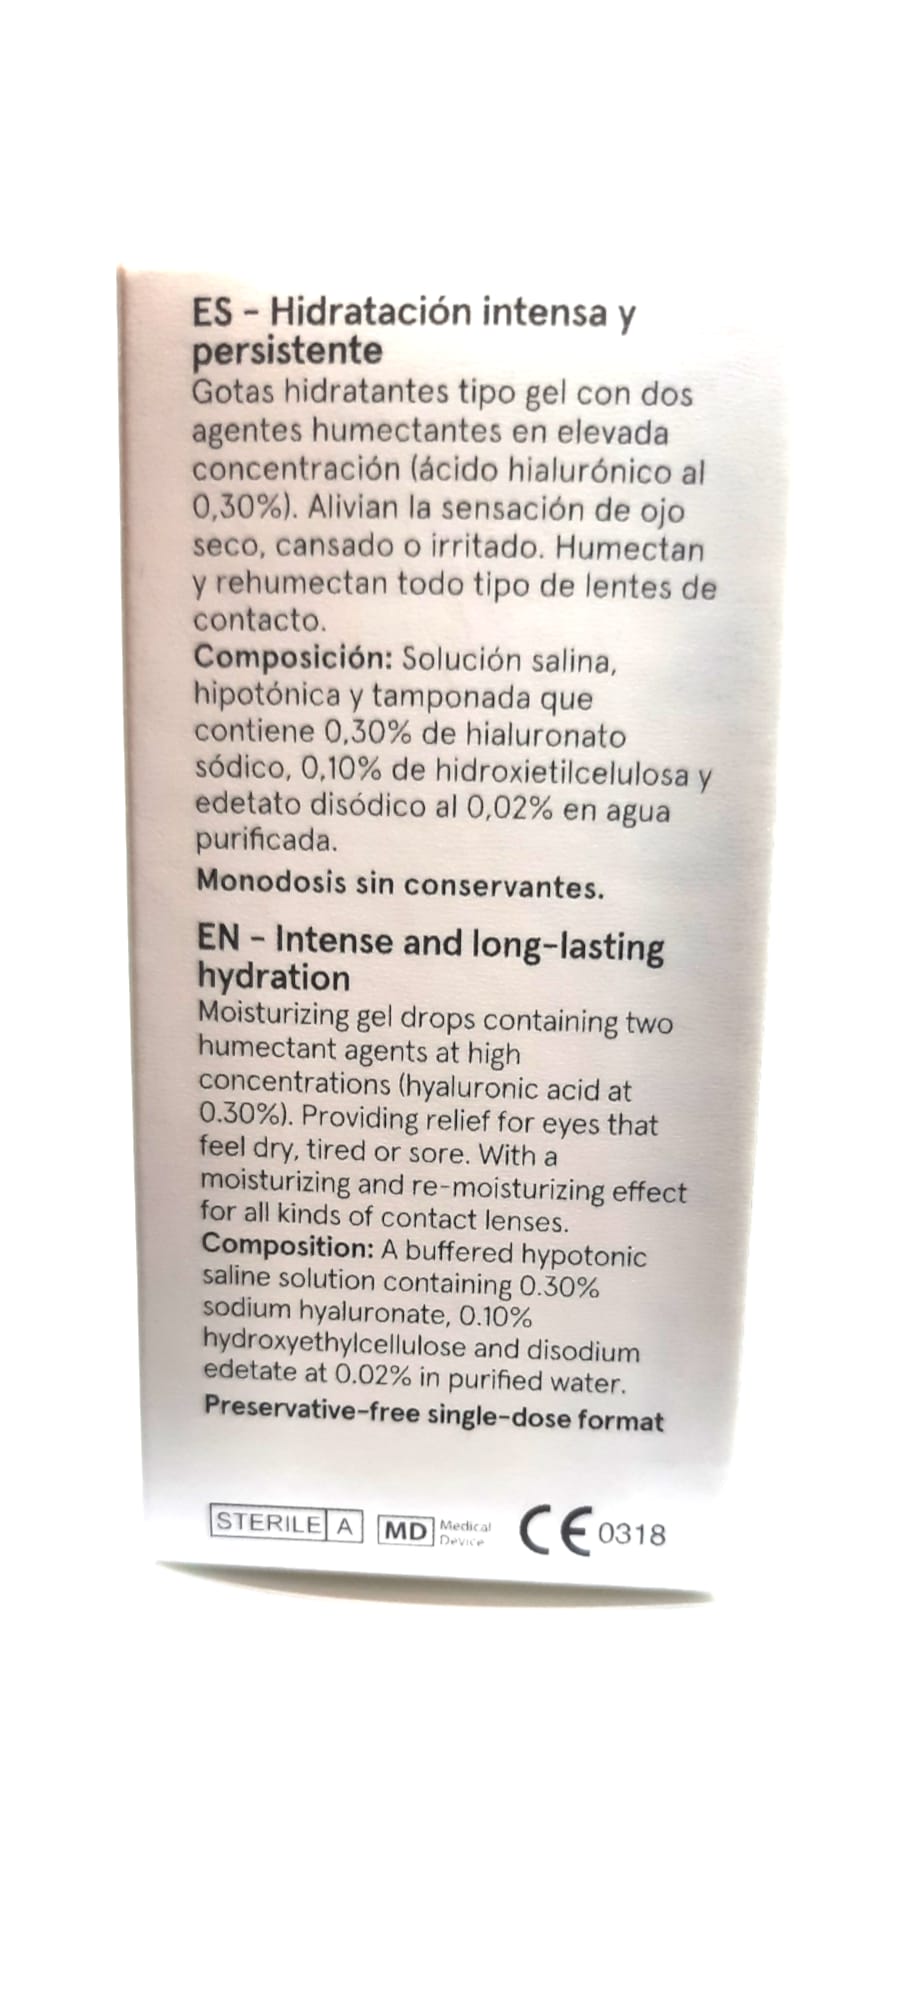 ES - Hidratación intensa y
persistente
Gotas hidratantes tipo gel con dos
agentes humectantes en elevada
concentración (ácido hialurónico al
0,30%). Alivian la sensación de ojo
seco, cansado o irritado. Humectan
y rehumectan todo tipo de lentes de
contacto.
Composición: Solución salina,
hipotónica y tamponada que
contiene 0,30% de hialuronato
sódico, 0,10% de hidroxietilcelulosa y
edetato disódico al 0,02% en agua
purificada.
Monodosis sin conservantes.
EN - Intense and long-lasting
hydration
Moisturizing gel drops containing two
humectant agents at high
concentrations (hyaluronic acid at
0.30%). Providing relief for eyes that
feel dry, tired or sore. With a
moisturizing and re-moisturizing effect
for all kinds of contact lenses.
Composition: A buffered hypotonic
saline solution containing 0.30%
sodium hyaluronate, 0.10%
hydroxyethylcellulose and disodium
edetate at 0.02% in purified water.
Preservative-free single-dose format
STERILE A MD Medical Device CE 0318